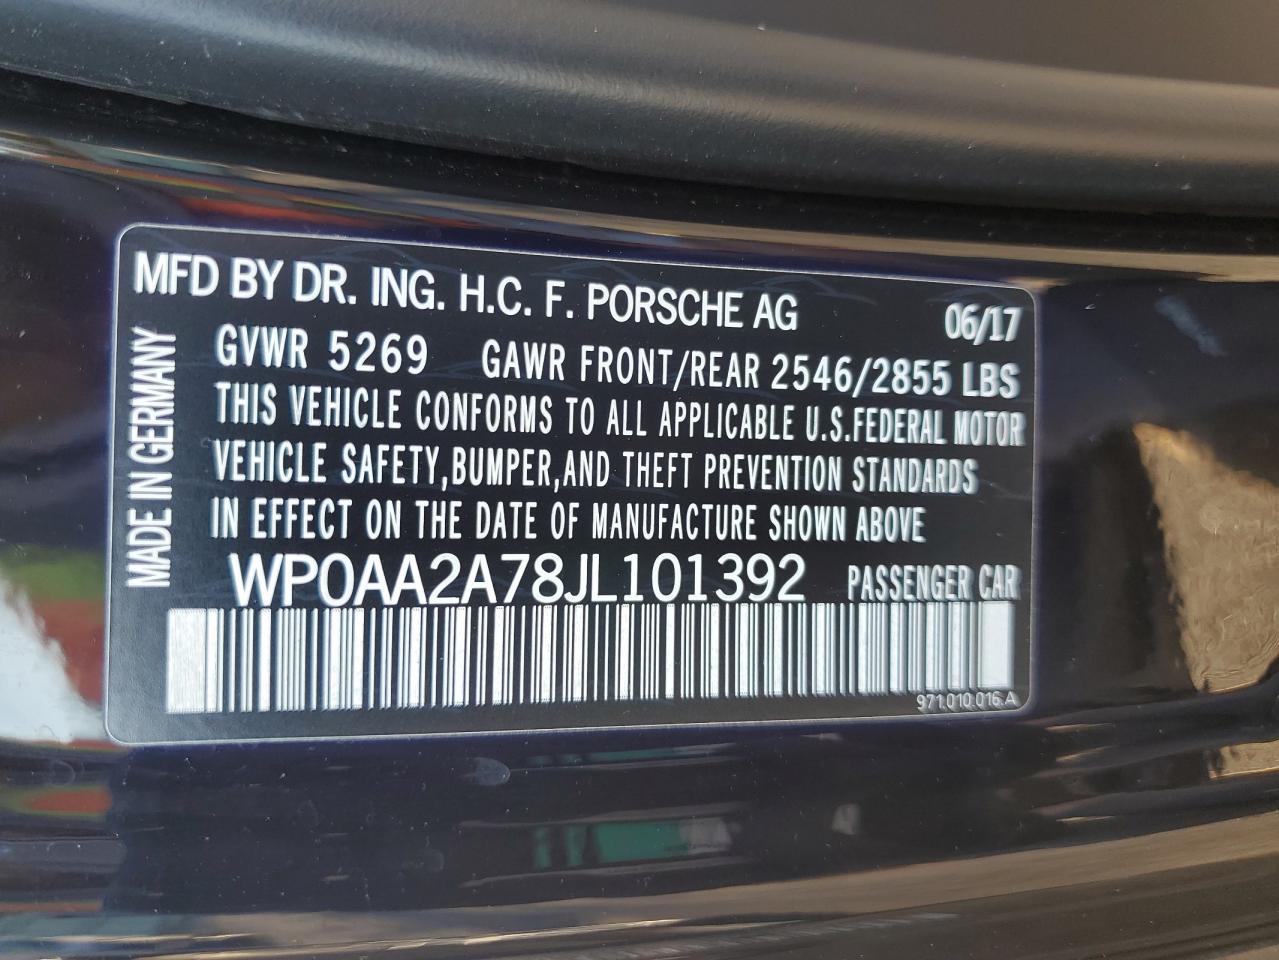 MFD BY DR. ING. H.C. F. PORSCHE AG 06/17
GVWR 5269 GAWR FRONT/REAR 2546/2855 LBS
THIS VEHICLE CONFORMS TO ALL APPLICABLE U.S.FEDERAL MOTOR
VEHICLE SAFETY,BUMPER,AND THEFT PREVENTION STANDARDS
IN EFFECT ON THE DATE OF MANUFACTURE SHOWN ABOVE
WP0AA2A78JL101392 PASSENGER CAR
971.010.016.A
MADE IN GERMANY